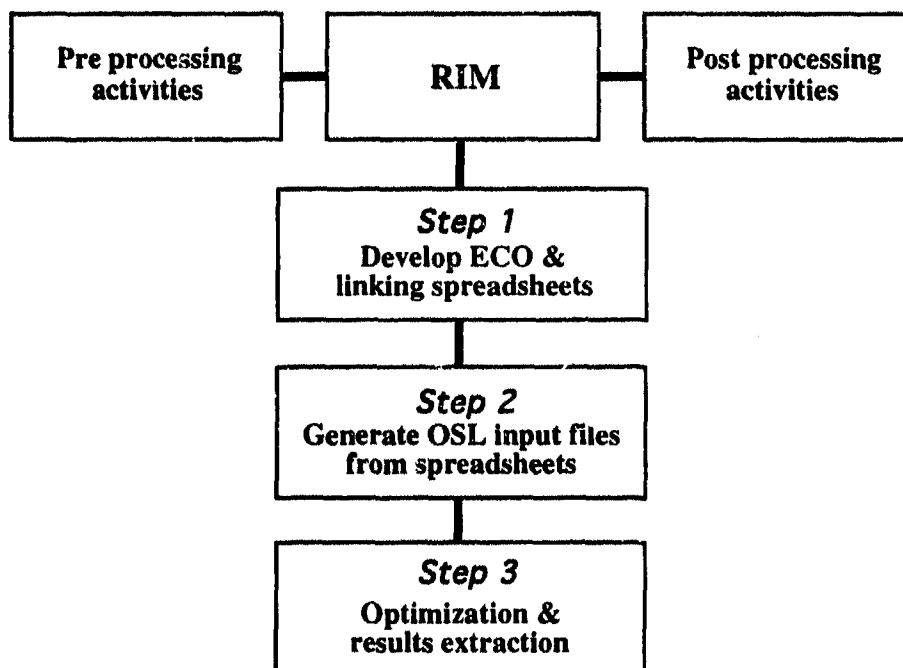 Pre processing
activities
RIM
Post processing
activities
Step 1
Develop ECO &
linking spreadsheets
Step 2
Generate OSL input files
from spreadsheets
Step 3
Optimization &
results extraction